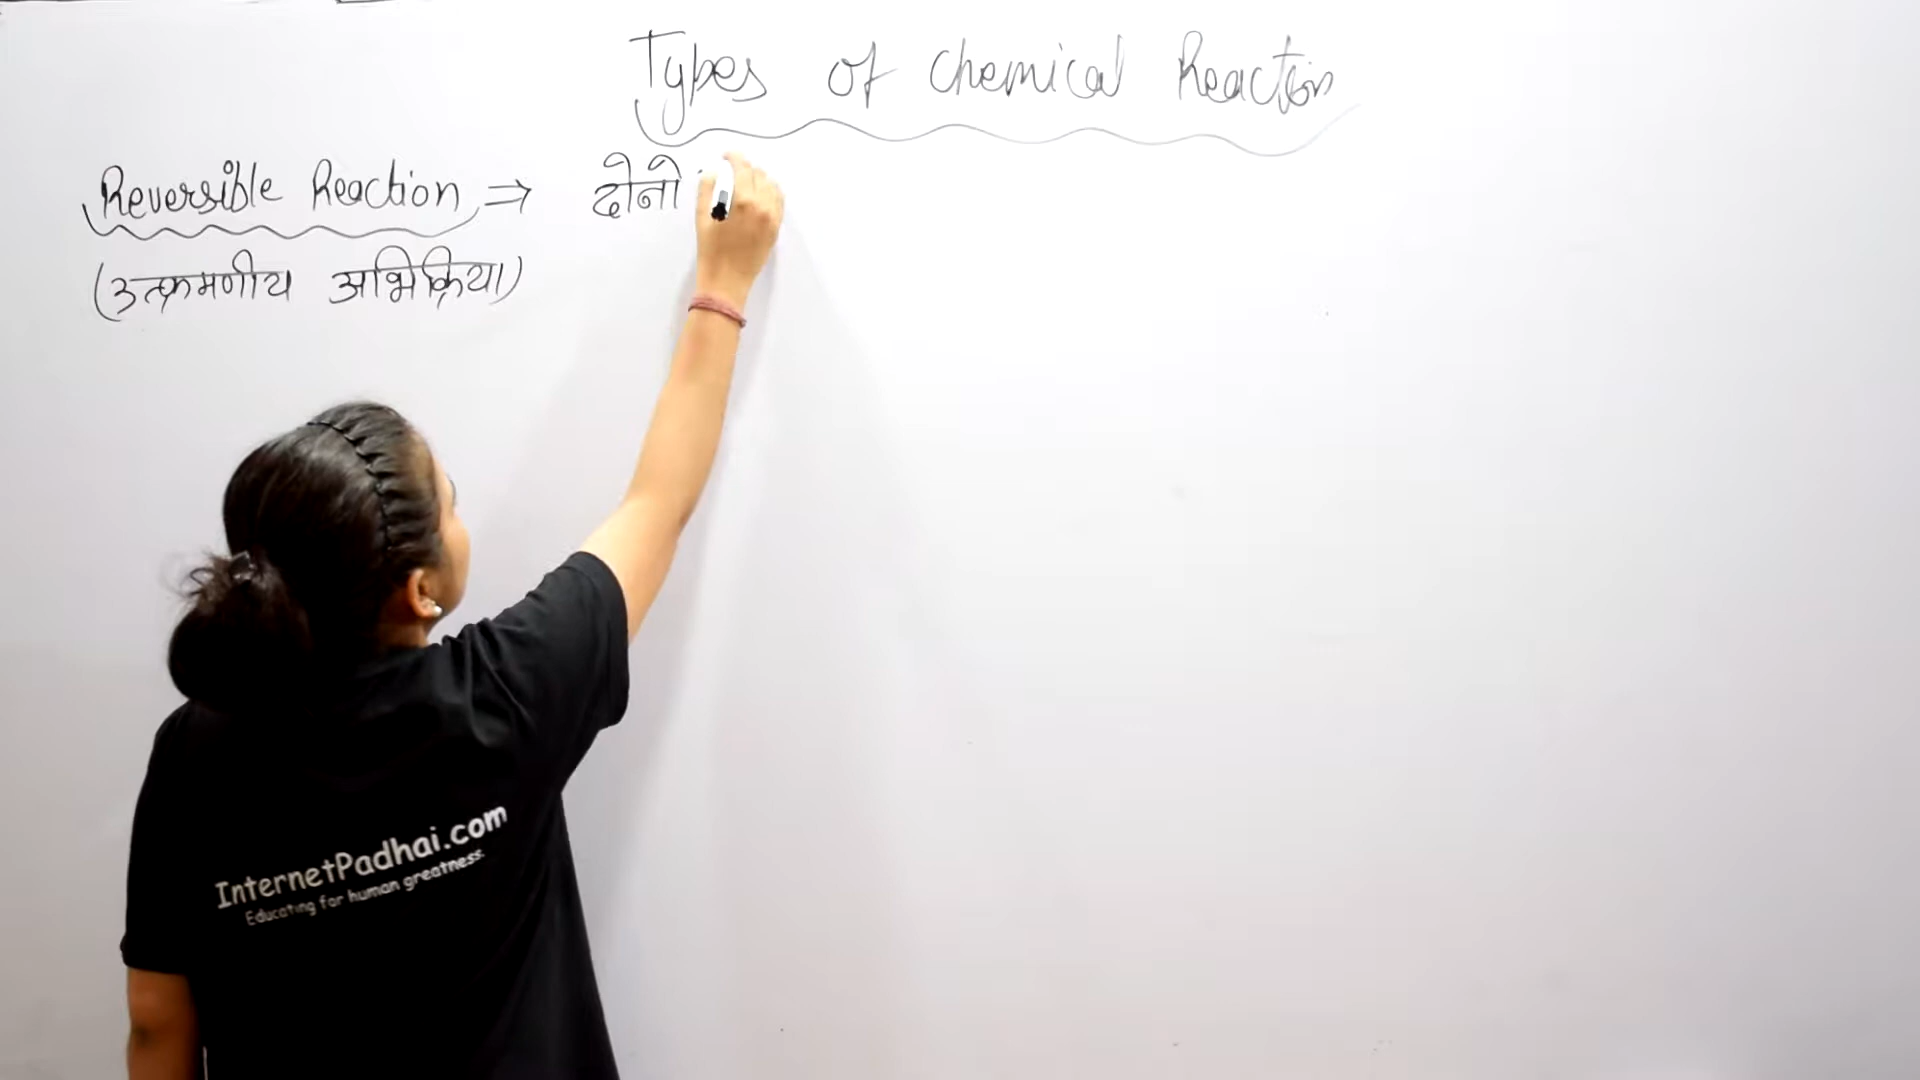 Types of Chemical Reaction
Reversible Reaction ⇒ दोनो
(उत्क्रमणीय अभिक्रिया)
InternetPadhai.com
Educating for human greatness.